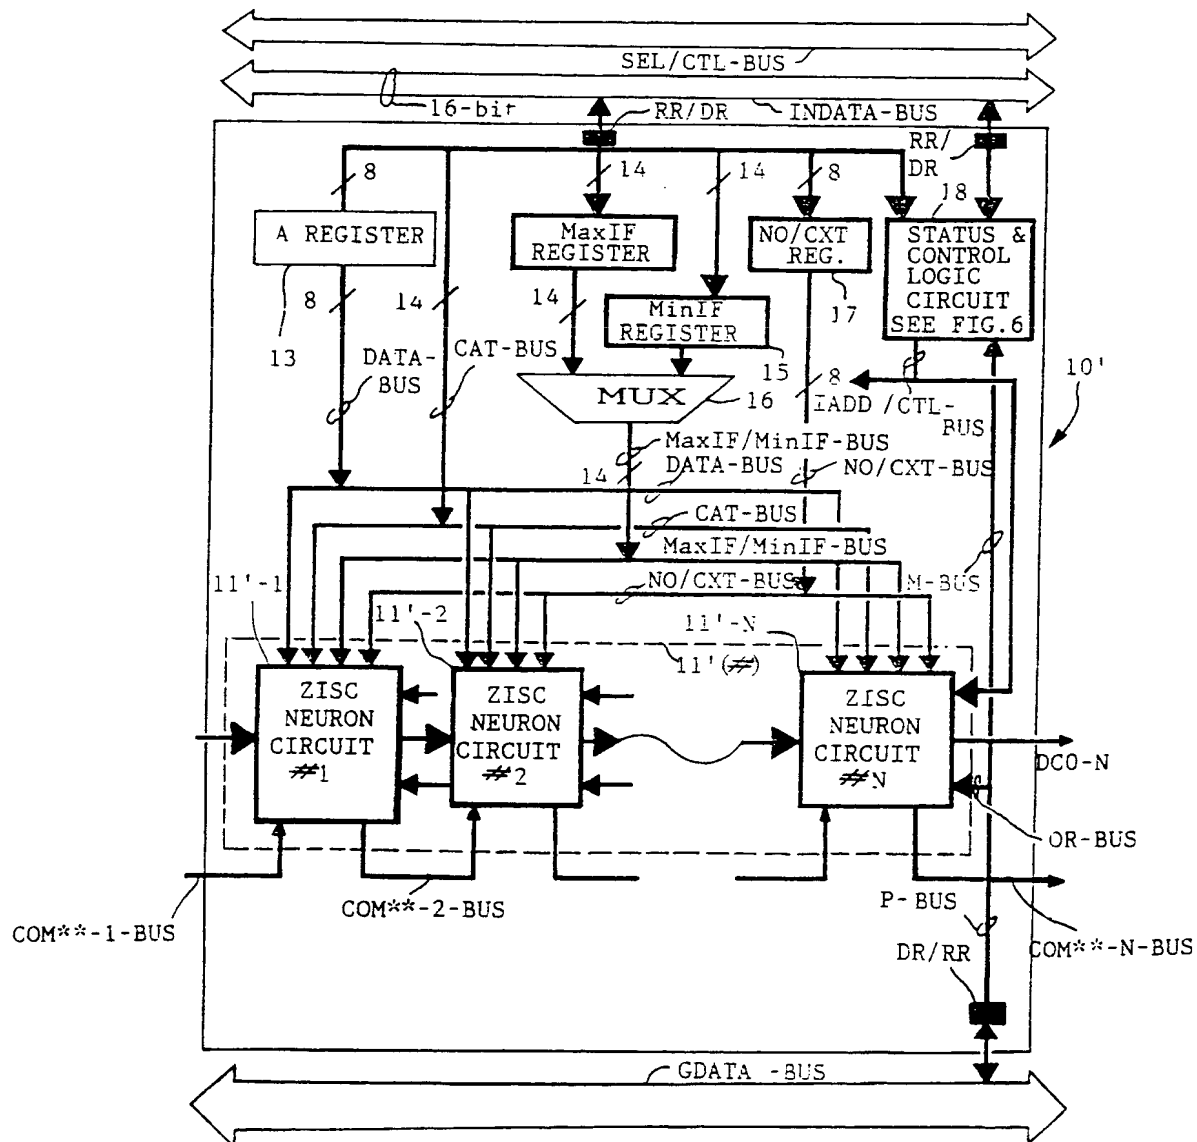 SEL/CTL-BUS
16-bit
INDATA-BUS
RR/DR
RR/
DR
8
14
14
14
8
18
A REGISTER
MaxIF
REGISTER
NO/CXT
REG.
STATUS &
CONTROL
LOGIC
CIRCUIT
SEE FIG.6
8
14
14
13
MinIF
REGISTER
15
17
DATA-
BUS
CAT-BUS
MUX
16
8
IADD/CTL-
BUS
10'
MaxIF/MinIF-BUS
DATA-BUS
14
NO/CXT-BUS
CAT-BUS
MaxIF/MinIF-BUS
NO/CXT-BUS
M-BUS
11'-1
11'-2
11'-N
11'(#)
ZISC
NEURON
CIRCUIT
#1
ZISC
NEURON
CIRCUIT
#2
ZISC
NEURON
CIRCUIT
#N
DCO-N
OR-BUS
COM**-1-BUS
COM**-2-BUS
P-BUS
COM**-N-BUS
DR/RR
GDATA -BUS